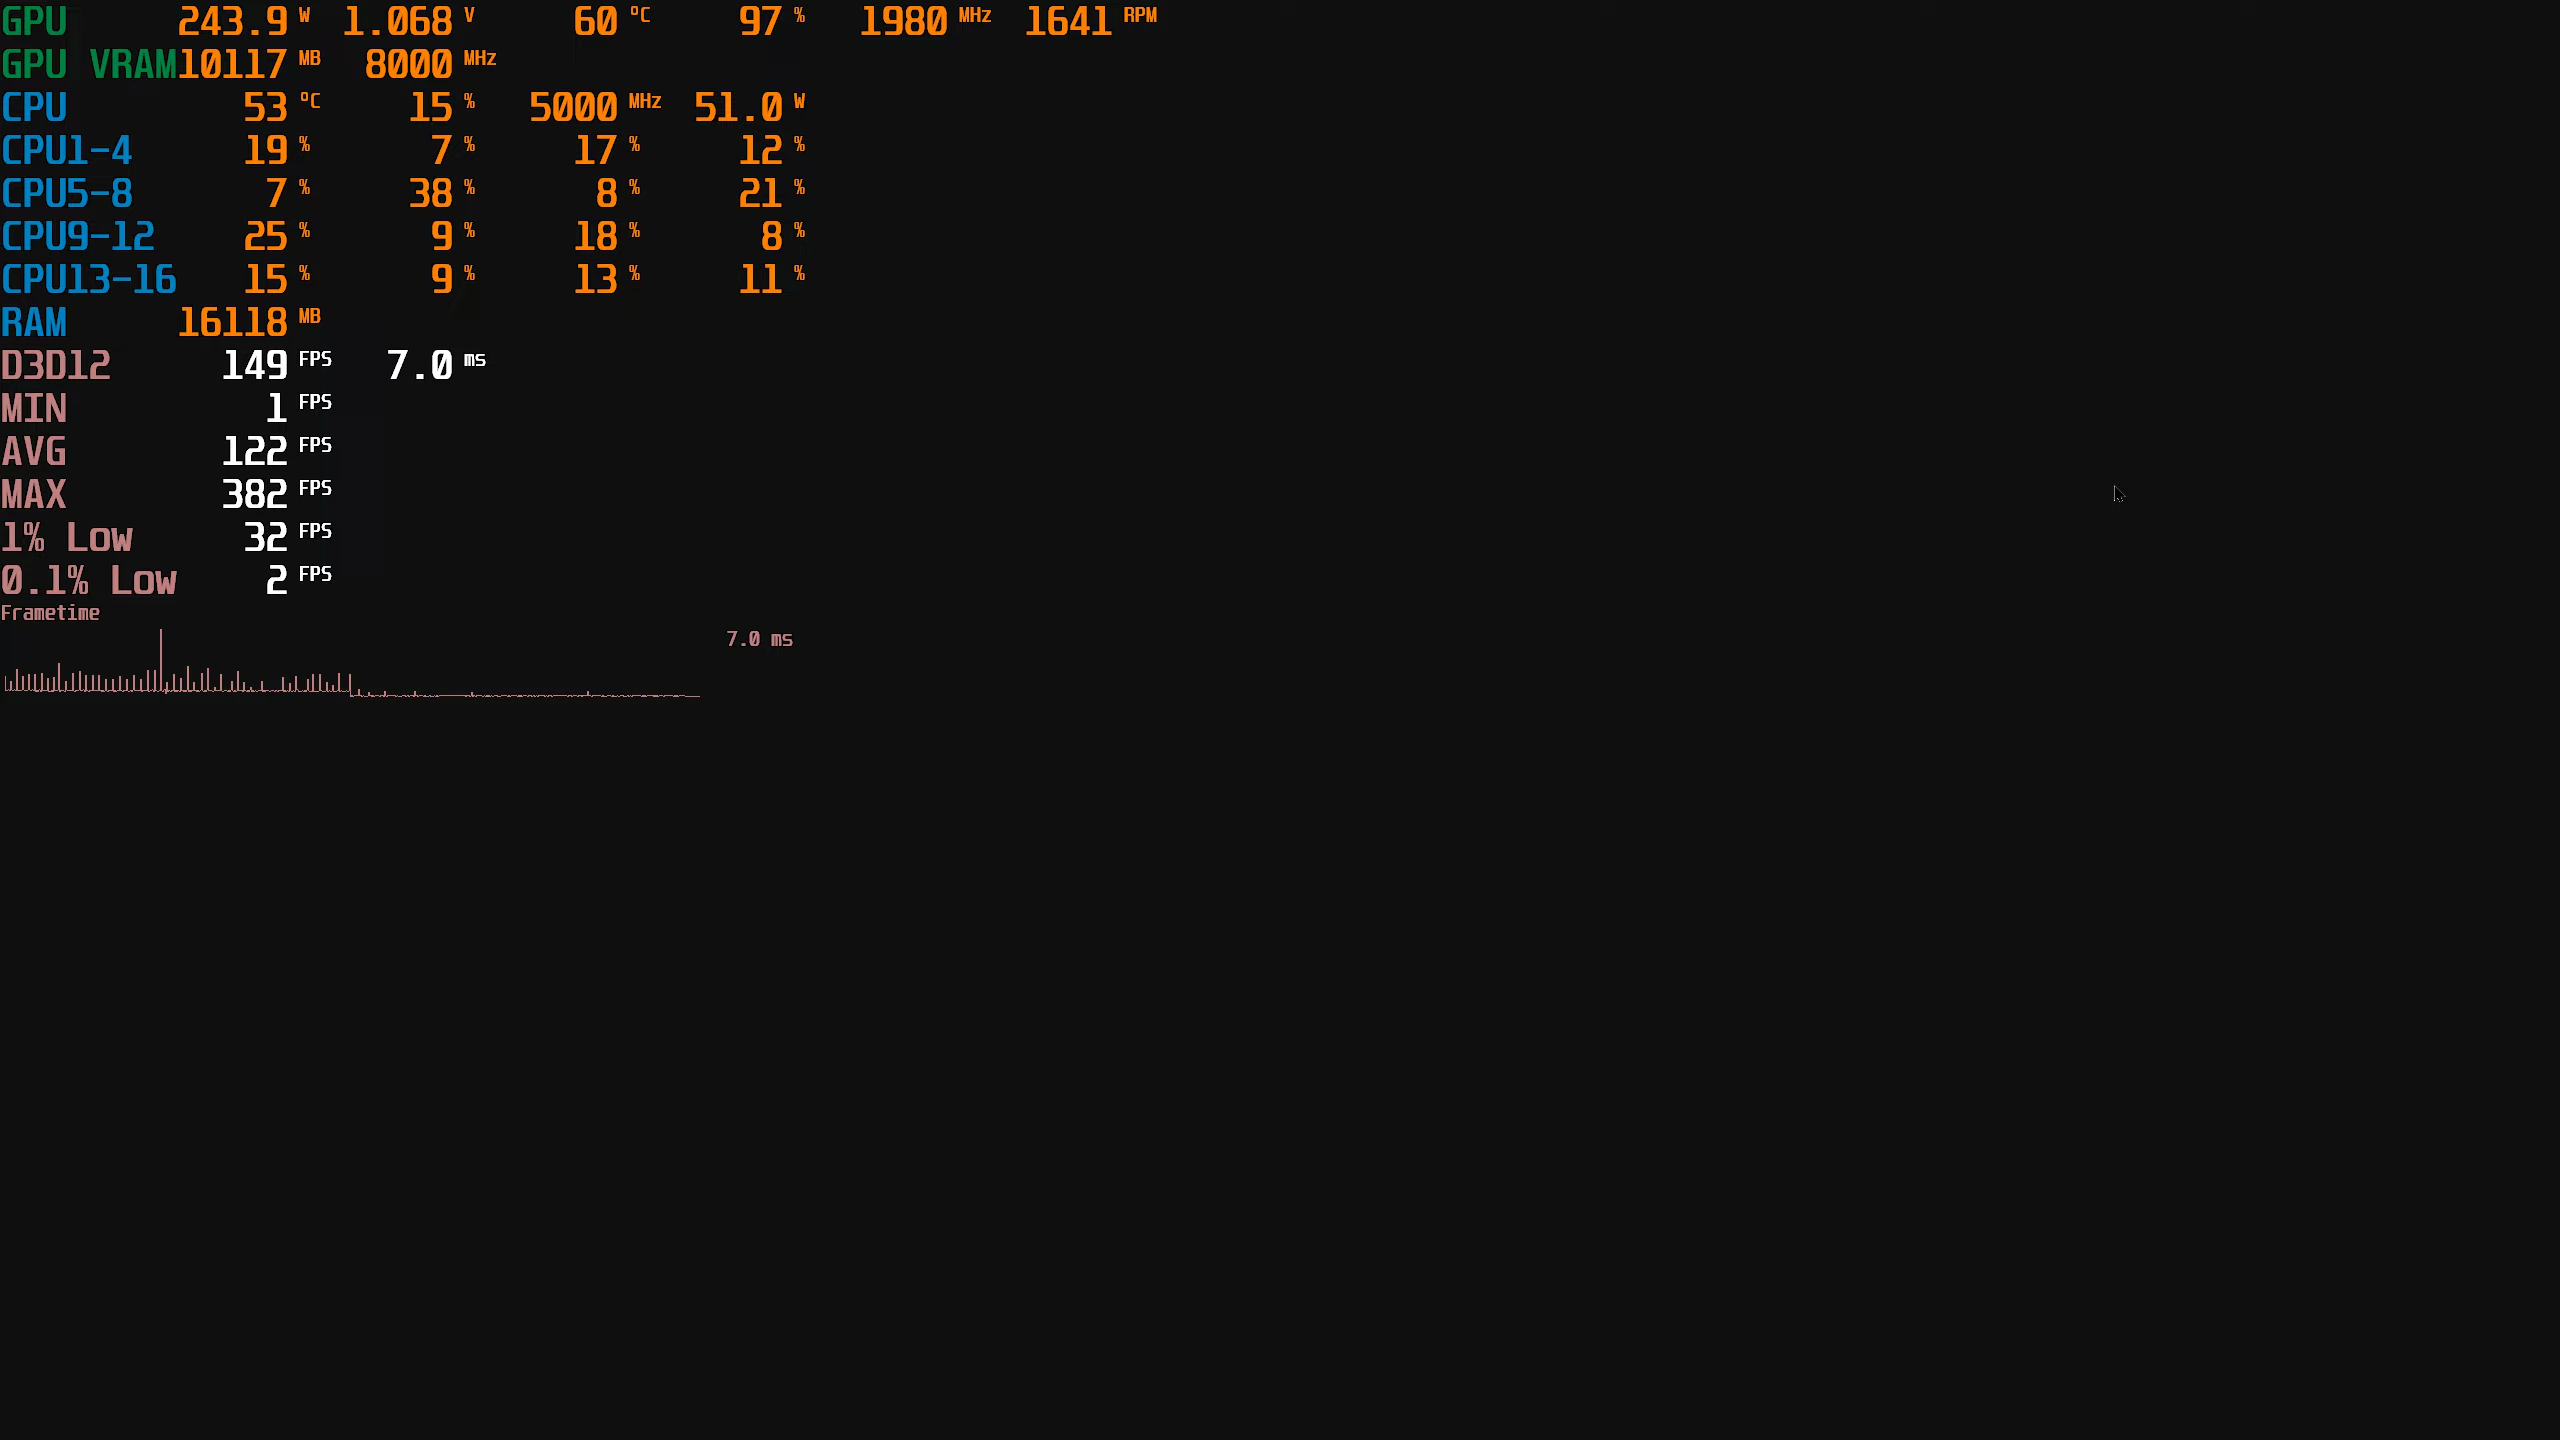 GPU 243.9 W 1.068 V 60 °C 97 % 1980 MHz 1641 RPM
GPU VRAM 10117 MB 8000 MHz
CPU 53 °C 15 % 5000 MHz 51.0 W
CPU1-4 19 % 7 % 17 % 12 %
CPU5-8 7 % 38 % 8 % 21 %
CPU9-12 25 % 9 % 18 % 8 %
CPU13-16 15 % 9 % 13 % 11 %
RAM 16118 MB
D3D12 149 FPS 7.0 ms
MIN 1 FPS
AVG 122 FPS
MAX 382 FPS
1% Low 32 FPS
0.1% Low 2 FPS
Frametime
7.0 ms